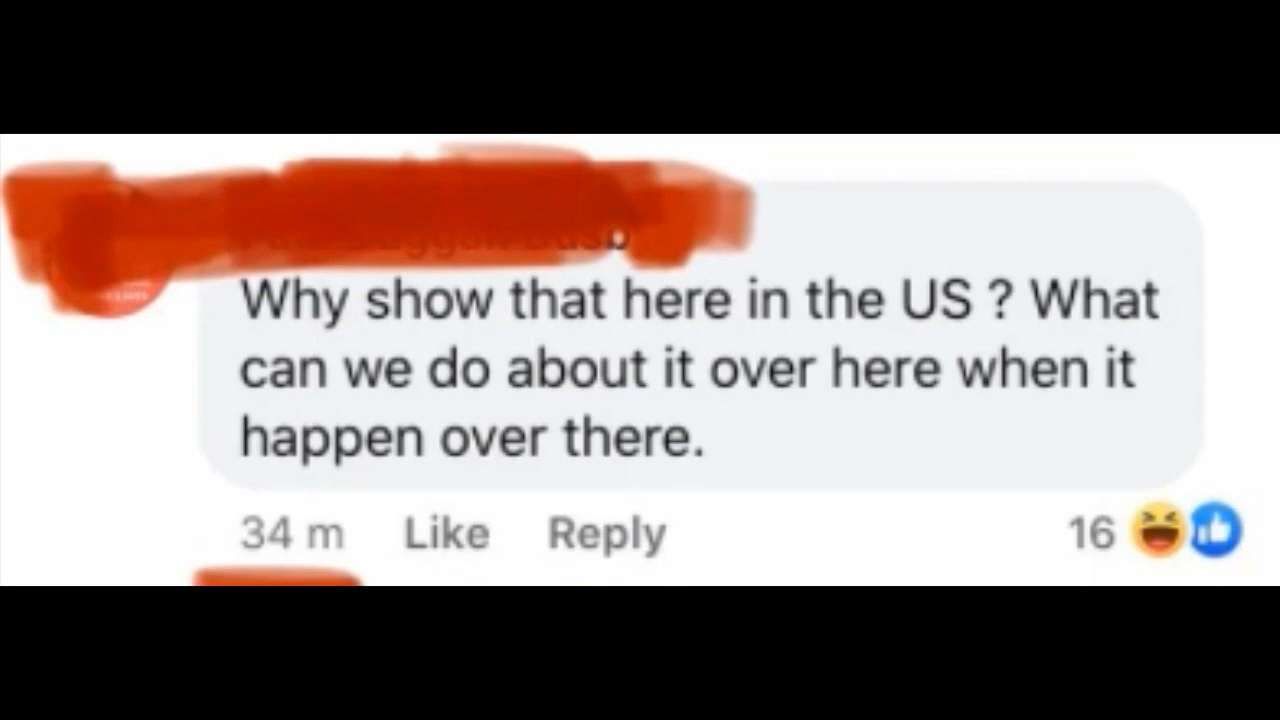 Why show that here in the US ? What
can we do about it over here when it
happen over there.
34 m Like Reply 16